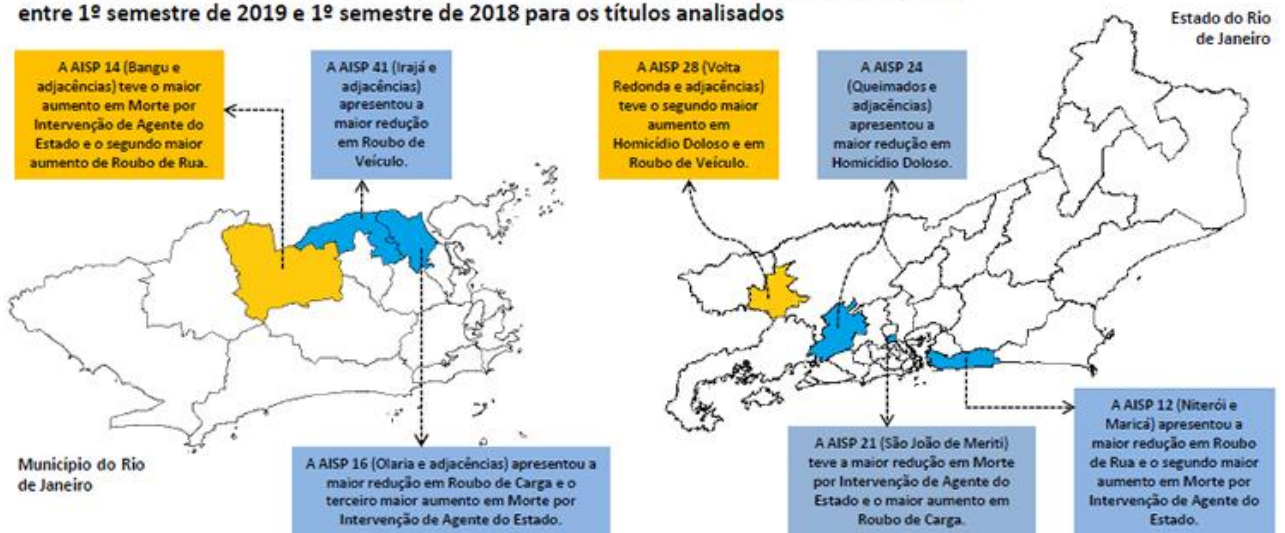 entre 1º semestre de 2019 e 1º semestre de 2018 para os títulos analisados
Estado do Rio
de Janeiro
A AISP 14 (Bangu e
adjacências) teve o maior
aumento em Morte por
Intervenção de Agente do
Estado e o segundo maior
aumento de Roubo de Rua.
A AISP 41 (Irajá e
adjacências)
apresentou a
maior redução
em Roubo de
Veículo.
A AISP 28 (Volta
Redonda e adjacências)
teve o segundo maior
aumento em
Homicídio Doloso e em
Roubo de Veículo.
A AISP 24
(Queimados e
adjacências)
apresentou a
maior redução em
Homicídio Doloso.
Município do Rio
de Janeiro
A AISP 16 (Olaria e adjacências) apresentou a
maior redução em Roubo de Carga e o
terceiro maior aumento em Morte por
Intervenção de Agente do Estado.
A AISP 21 (São João de Meriti)
teve a maior redução em Morte
por Intervenção de Agente do
Estado e o maior aumento em
Roubo de Carga.
A AISP 12 (Niterói e
Maricá) apresentou a
maior redução em Roubo
de Rua e o segundo maior
aumento em Morte por
Intervenção de Agente do
Estado.